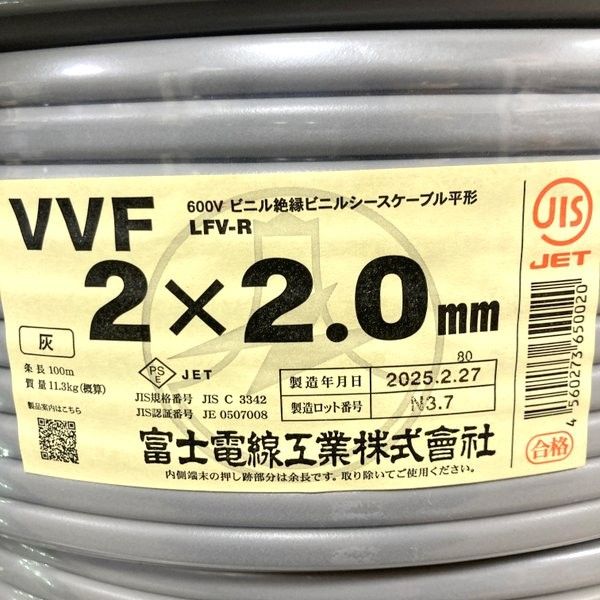 VVF
600V ビニル絶縁ビニルシースケーブル平形
LFV-R
2×2.0mm
JIS
JET
灰
条 長 100m
質 量 11.3kg(概算)
製品案内はこちら
PS
E
JET
JIS規格番号 JIS C 3342
JIS認証番号 JE 0507008
80
製造年月日 2025.2.27
製造ロット番号 N3.7
4 560273 650020
富士電線工業株式會社
合格
内側端末の押し跡部分は余長です。取り除いてご使用ください。